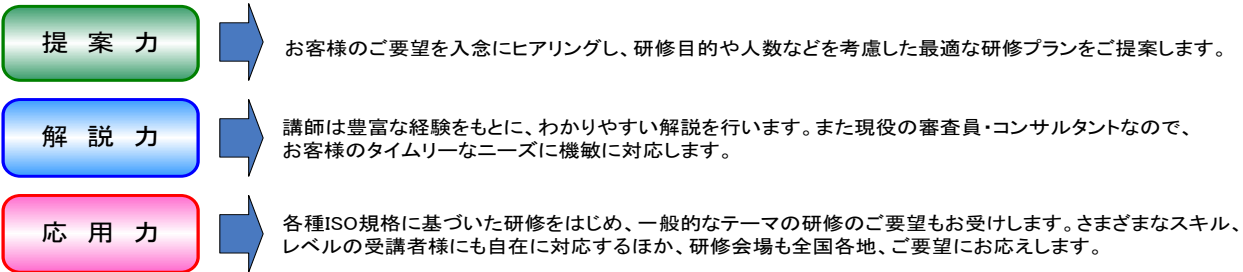 提案力
お客様のご要望を入念にヒアリングし、研修目的や人数などを考慮した最適な研修プランをご提案します。
解説力
講師は豊富な経験をもとに、わかりやすい解説を行います。また現役の審査員・コンサルタントなので、
お客様のタイムリーなニーズに機敏に対応します。
応用力
各種ISO規格に基づいた研修をはじめ、一般的なテーマの研修のご要望もお受けします。さまざまなスキル、
レベルの受講者様にも自在に対応するほか、研修会場も全国各地、ご要望にお応えします。